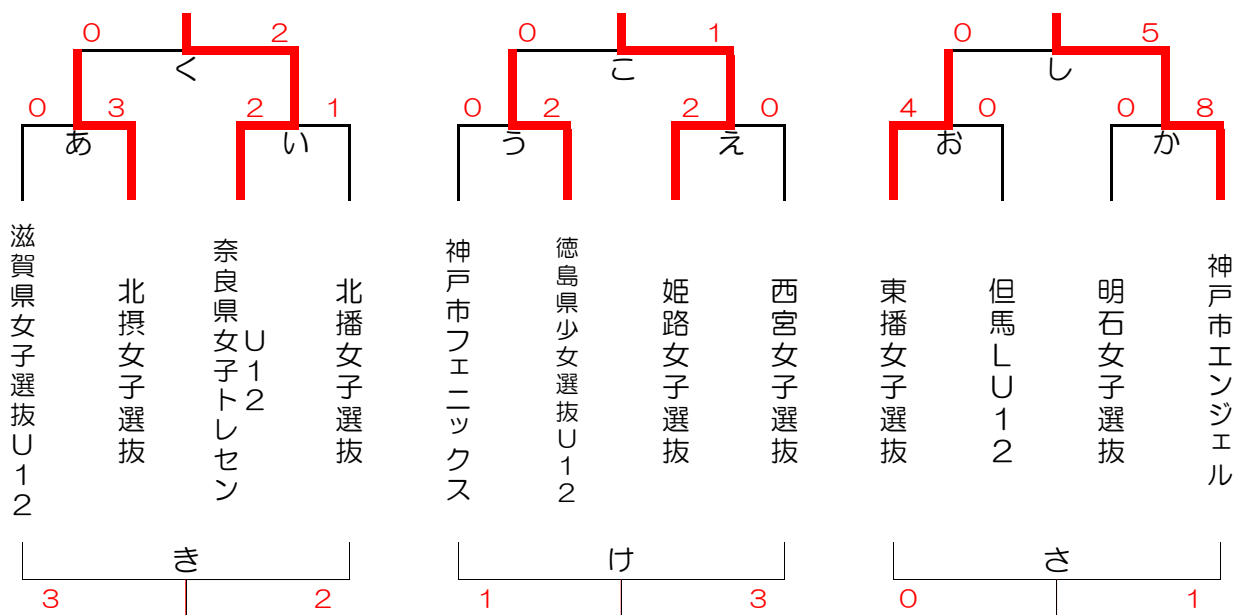 ０　２　０　１　０　５
く　こ　し
０　３　２　１　０　２　２　０　４　０　０　８
あ　い　う　え　お　か
滋賀県女子選抜Ｕ１２
北摂女子選抜
奈良県女子トレセン
Ｕ１２
北播女子選抜
神戸市フェニックス
徳島県少女選抜Ｕ１２
姫路女子選抜
西宮女子選抜
東播女子選抜
但馬ＬＵ１２
明石女子選抜
神戸市エンジェル
き　け　さ
３　２　１　３　０　１